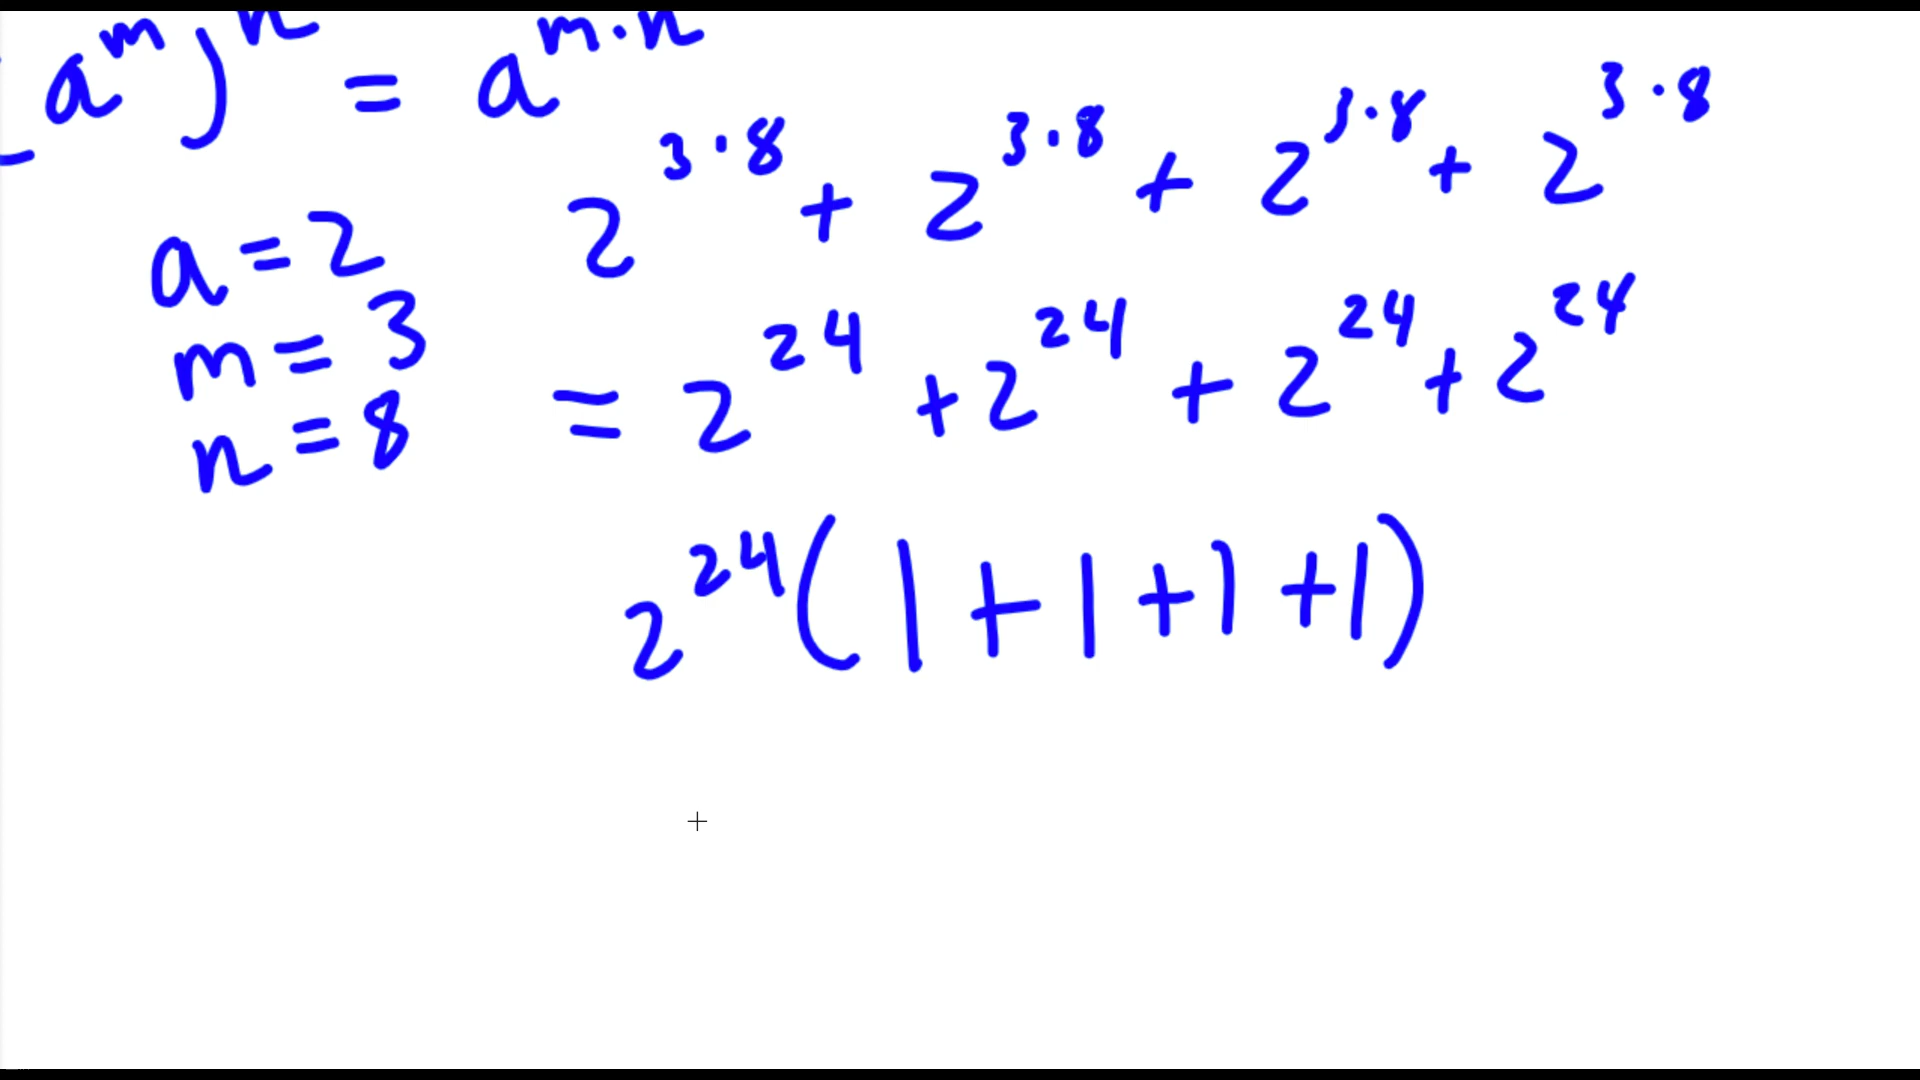 (a^m)^n = a^{m·n}
2^{3·8} + 2^{3·8} + 2^{3·8} + 2^{3·8}
a = 2
m = 3
n = 8
= 2^{24} + 2^{24} + 2^{24} + 2^{24}
2^{24}(1 + 1 + 1 + 1)